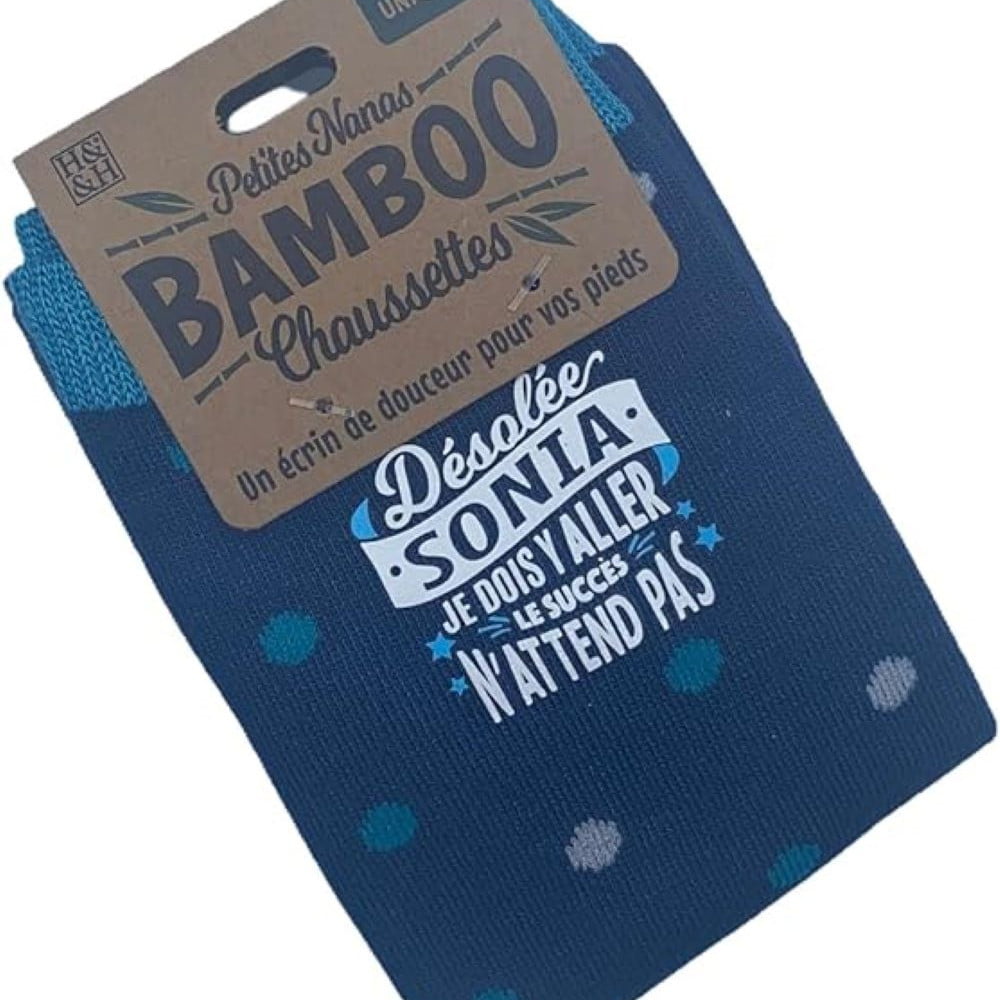 H&
&H
Petites Nanas
BAMBOO
Chaussettes
Un écrin de douceur pour vos pieds
Désolée
SONIA
JE DOIS Y ALLER
LE SUCCÈS
N'ATTEND PAS